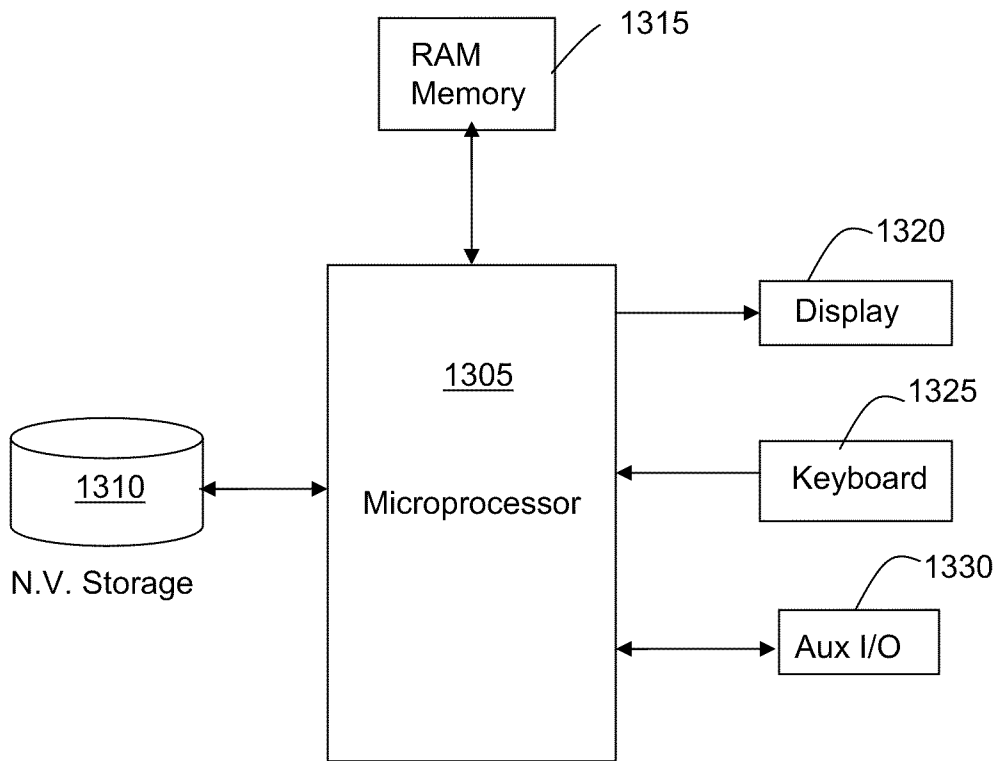 1315
RAM
Memory
1320
Display
1305
1325
Keyboard
1310
Microprocessor
N.V. Storage
1330
Aux I/O